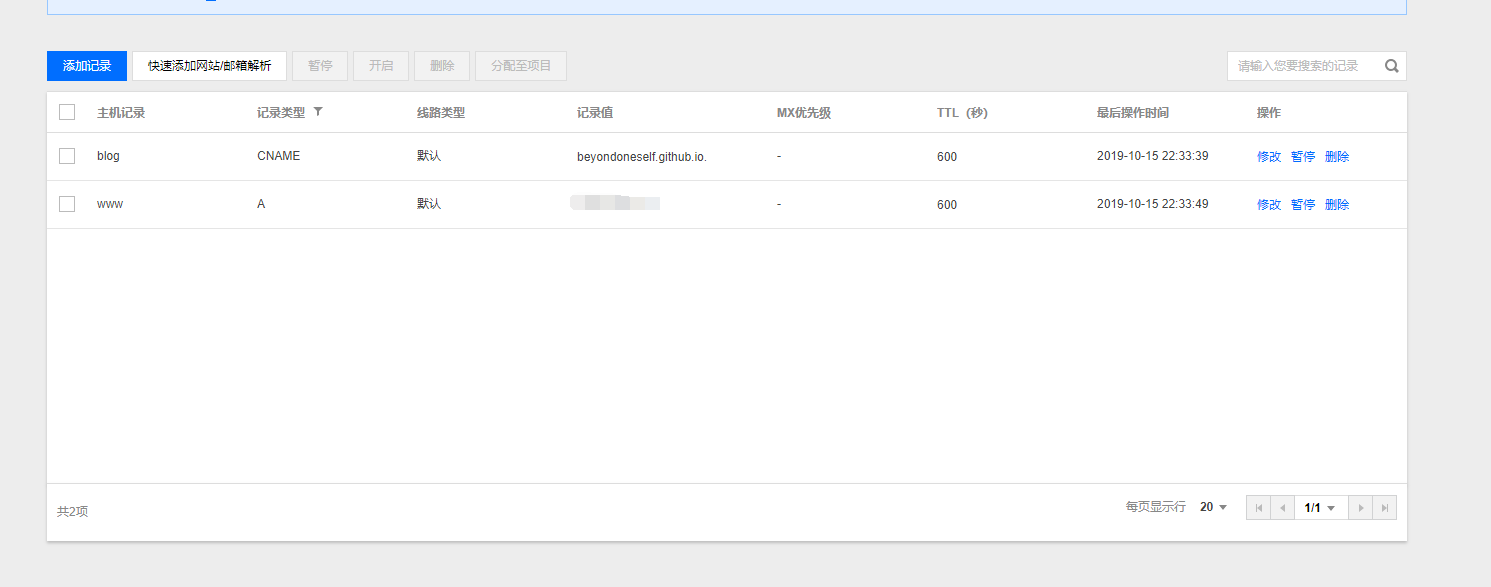 添加记录 快速添加网站/邮箱解析 暂停 开启 删除 分配至项目 请输入您要搜索的记录
主机记录 记录类型 线路类型 记录值 MX优先级 TTL（秒） 最后操作时间 操作
blog CNAME 默认 beyondoneself.github.io. - 600 2019-10-15 22:33:39 修改 暂停 删除
www A 默认 - 600 2019-10-15 22:33:49 修改 暂停 删除
共2项 每页显示行 20 1/1